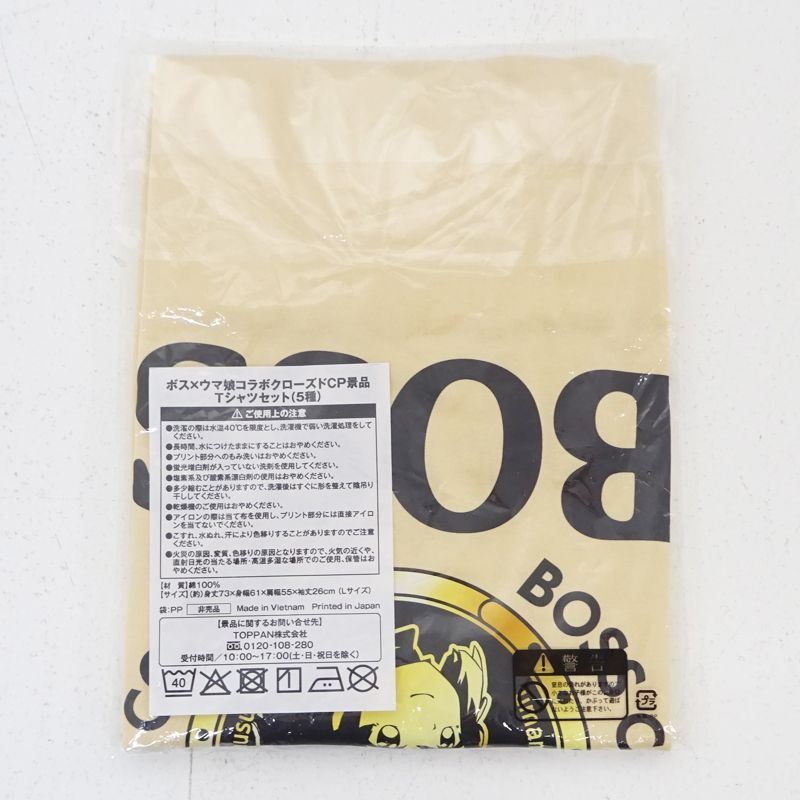 BOSS
ボス×ウマ娘コラボクローズドCP景品
Tシャツセット(5種)
⚠ご使用上の注意
●洗濯の際は水温40℃を限度とし、洗濯機で弱い洗濯処理をして
ください。
●長時間、水につけたままにすることはおやめください。
●プリント部分へのもみ洗いはおやめください。
●蛍光増白剤が入っていない洗剤を使用してください。
●塩素系及び酸素系漂白剤の使用はおやめください。
●多少縮むことがありますので、洗濯後はすぐに形を整えて陰吊り
干ししてください。
●乾燥機のご使用はおやめください。
●アイロンの際は当て布を使用し、プリント部分には直接アイロ
ンを当てないでください。
●こすれ、水ぬれ、汗により色移りすることがありますのでご注意
ください。
●火災の原因、変質、色移りの原因となりますので、火気の近くや、
直射日光の当たる場所・高温多湿な場所でのご使用、保管はお
やめください。
【材 質】綿100%
【サイズ】(約)身丈73×身幅61×肩幅55×袖丈26cm(Lサイズ)
袋:PP 非売品 Made in Vietnam Printed in Japan
【景品に関するお問い合せ先】
TOPPAN株式会社
0120-108-280
受付時間/10:00~17:00(土・日・祝日を除く)
40
BOSS
警告
プラ